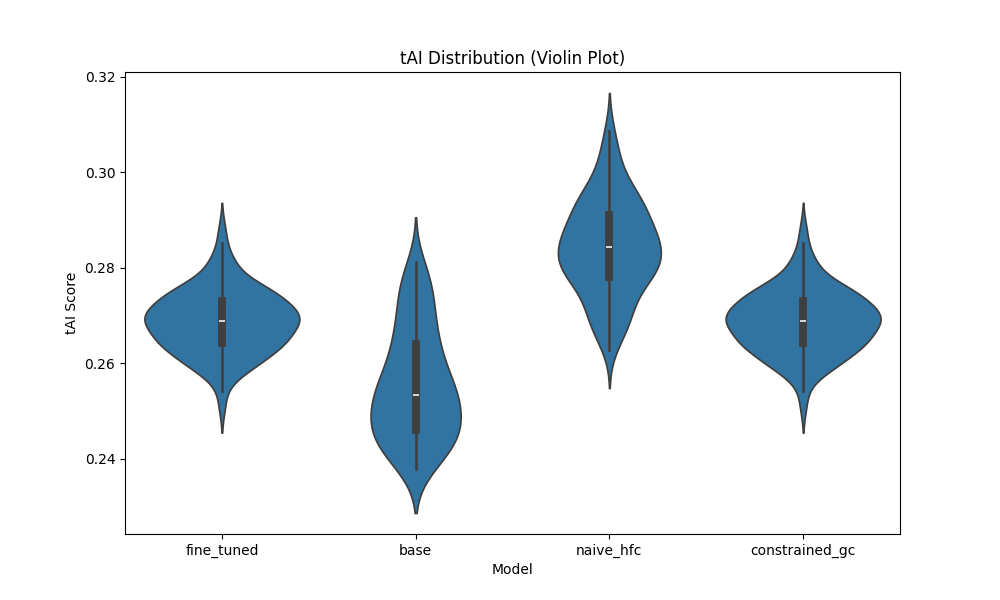 tAI Distribution (Violin Plot)
0.32
0.30
0.28
0.26
0.24
tAI Score
fine_tuned base naive_hfc constrained_gc
Model